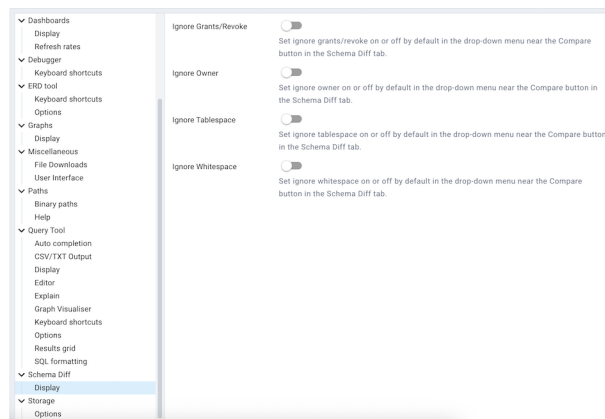 Dashboards
Display
Refresh rates
Debugger
Keyboard shortcuts
ERD tool
Keyboard shortcuts
Options
Graphs
Display
Miscellaneous
File Downloads
User Interface
Paths
Binary paths
Help
Query Tool
Auto completion
CSV/TXT Output
Display
Editor
Explain
Graph Visualiser
Keyboard shortcuts
Options
Results grid
SQL formatting
Schema Diff
Display
Storage
Options
Ignore Grants/Revoke
Set ignore grants/revoke on or off by default in the drop-down menu near the Compare
button in the Schema Diff tab.
Ignore Owner
Set ignore owner on or off by default in the drop-down menu near the Compare button in
the Schema Diff tab.
Ignore Tablespace
Set ignore tablespace on or off by default in the drop-down menu near the Compare button
in the Schema Diff tab.
Ignore Whitespace
Set ignore whitespace on or off by default in the drop-down menu near the Compare
button in the Schema Diff tab.